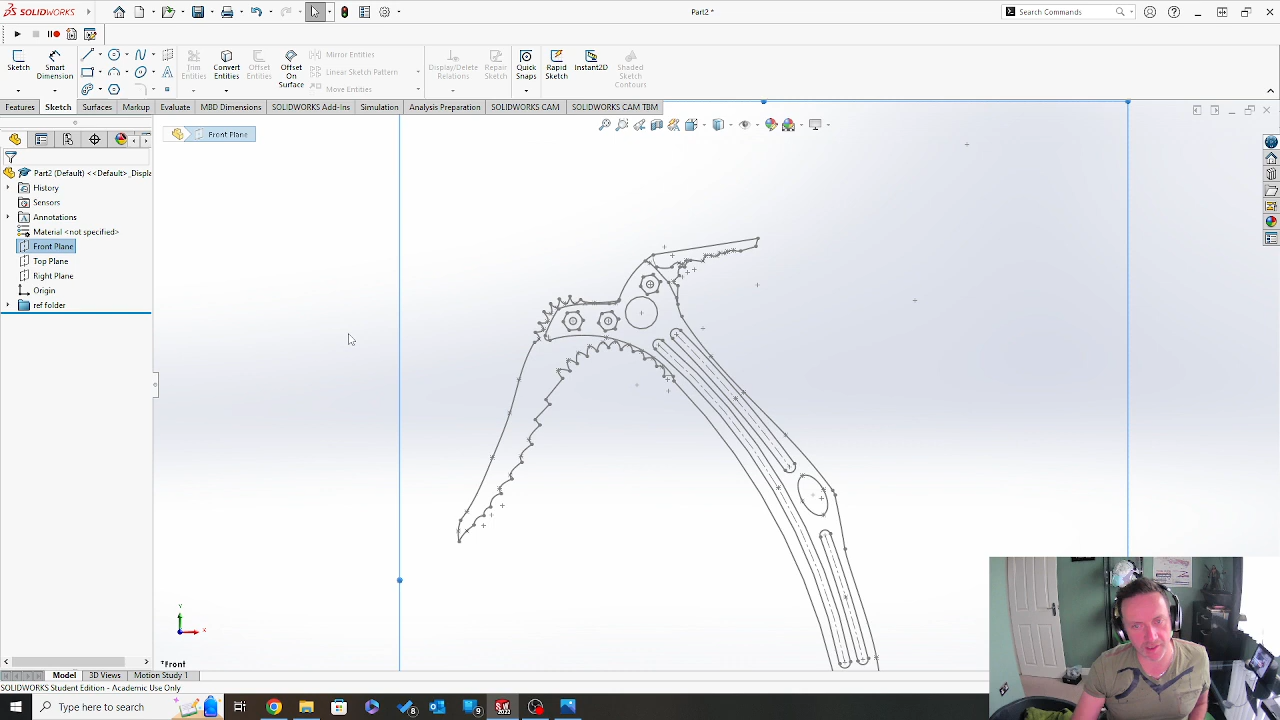 SOLIDWORKS
Part2 *
Search Commands
Sketch
Smart Dimension
Trim Entities
Convert Entities
Offset Entities
Offset On Surface
Mirror Entities
Linear Sketch Pattern
Move Entities
Display/Delete Relations
Repair Sketch
Quick Snaps
Rapid Sketch
Instant2D
Shaded Sketch Contours
Features
Sketch
Surfaces
Markup
Evaluate
MBD Dimensions
SOLIDWORKS Add-Ins
Simulation
Analysis Preparation
SOLIDWORKS CAM
SOLIDWORKS CAM TBM
Front Plane
Part2 (Default) <<Default>_Displa
History
Sensors
Annotations
Material <not specified>
Front Plane
Top Plane
Right Plane
Origin
ref folder
Y
X
*Front
Model
3D Views
Motion Study 1
SOLIDWORKS Student Edition - Academic Use Only
Type here to search